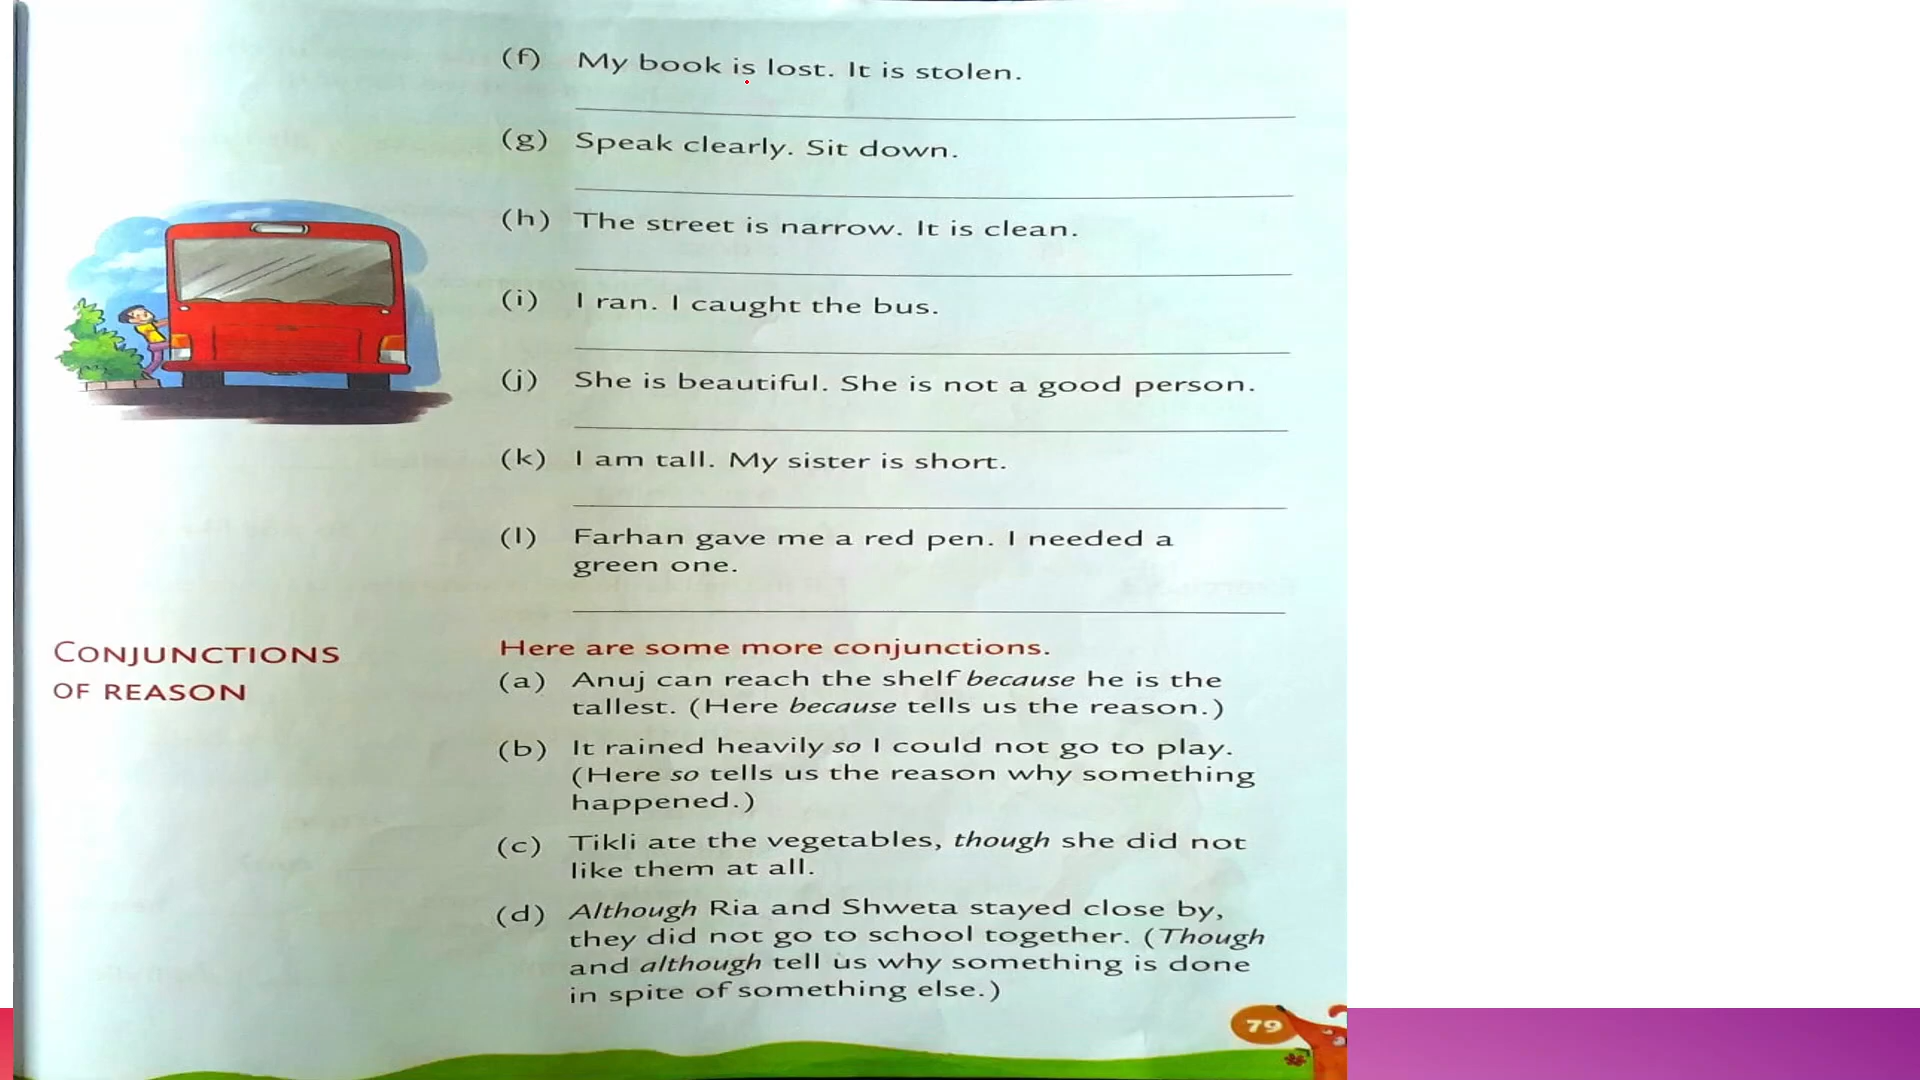 (f) My book is lost. It is stolen.
(g) Speak clearly. Sit down.
(h) The street is narrow. It is clean.
(i) I ran. I caught the bus.
(j) She is beautiful. She is not a good person.
(k) I am tall. My sister is short.
(l) Farhan gave me a red pen. I needed a
green one.
CONJUNCTIONS
OF REASON
Here are some more conjunctions.
(a) Anuj can reach the shelf because he is the
tallest. (Here because tells us the reason.)
(b) It rained heavily so I could not go to play.
(Here so tells us the reason why something
happened.)
(c) Tikli ate the vegetables, though she did not
like them at all.
(d) Although Ria and Shweta stayed close by,
they did not go to school together. (Though
and although tell us why something is done
in spite of something else.)
79